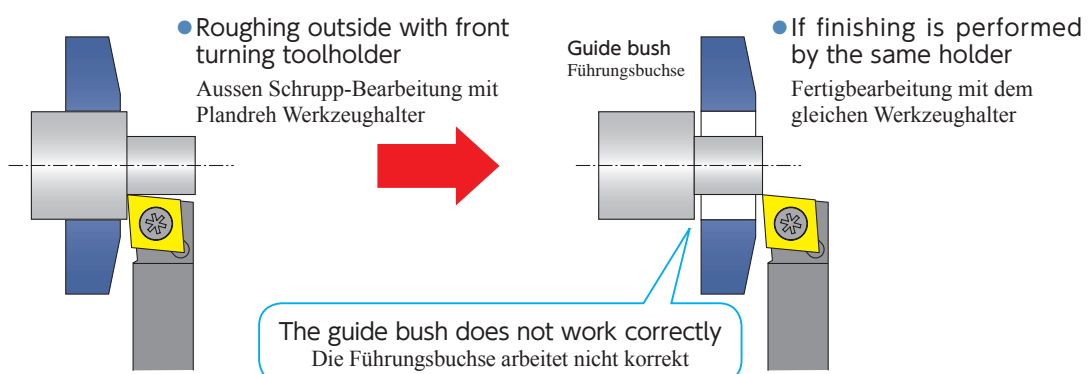 ● Roughing outside with front
turning toolholder
Aussen Schrupp-Bearbeitung mit
Plandreh Werkzeughalter
Guide bush
Führungsbuchse
● If finishing is performed
by the same holder
Fertigbearbeitung mit dem
gleichen Werkzeughalter
The guide bush does not work correctly
Die Führungsbuchse arbeitet nicht korrekt